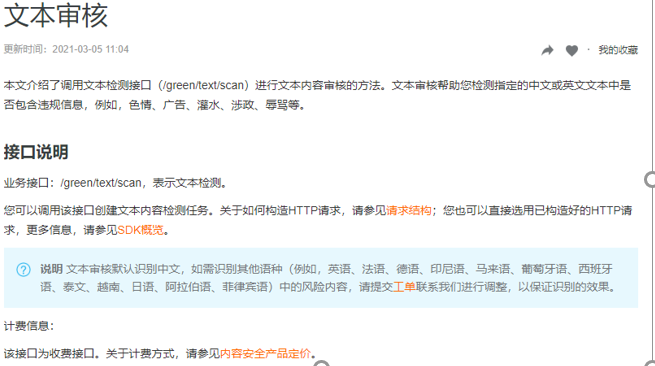 文本审核
更新时间：2021-03-05 11:04
· 我的收藏
本文介绍了调用文本检测接口（/green/text/scan）进行文本内容审核的方法。文本审核帮助您检测指定的中文或英文文本中是
否包含违规信息，例如，色情、广告、灌水、涉政、辱骂等。
接口说明
业务接口：/green/text/scan，表示文本检测。
您可以调用该接口创建文本内容检测任务。关于如何构造HTTP请求，请参见请求结构；您也可以直接选用已构造好的HTTP请
求，更多信息，请参见SDK概览。
说明 文本审核默认识别中文，如需识别其他语种（例如，英语、法语、德语、印尼语、马来语、葡萄牙语、西班牙
语、泰文、越南、日语、阿拉伯语、菲律宾语）中的风险内容，请提交工单联系我们进行调整，以保证识别的效果。
计费信息：
该接口为收费接口。关于计费方式，请参见内容安全产品定价。